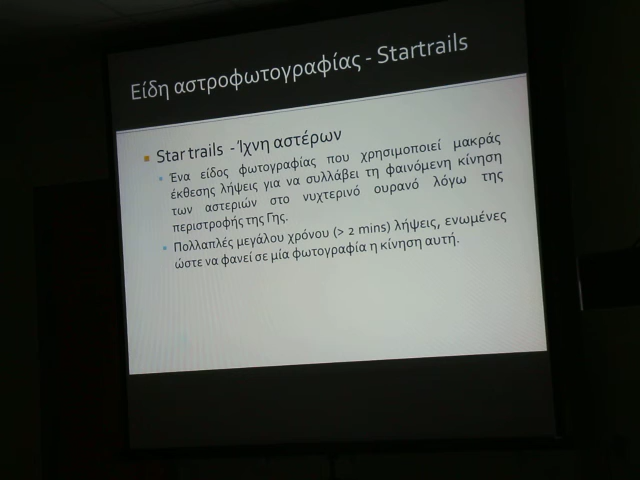 Είδη αστροφωτογραφίας - Startrails
Star trails - Ίχνη αστέρων
Ένα είδος φωτογραφίας που χρησιμοποιεί μακράς
έκθεσης λήψεις για να συλλάβει τη φαινόμενη κίνηση
των αστεριών στο νυχτερινό ουρανό λόγω της
περιστροφής της Γης.
Πολλαπλές μεγάλου χρόνου (> 2 mins) λήψεις, ενωμένες
ώστε να φανεί σε μία φωτογραφία η κίνηση αυτή.